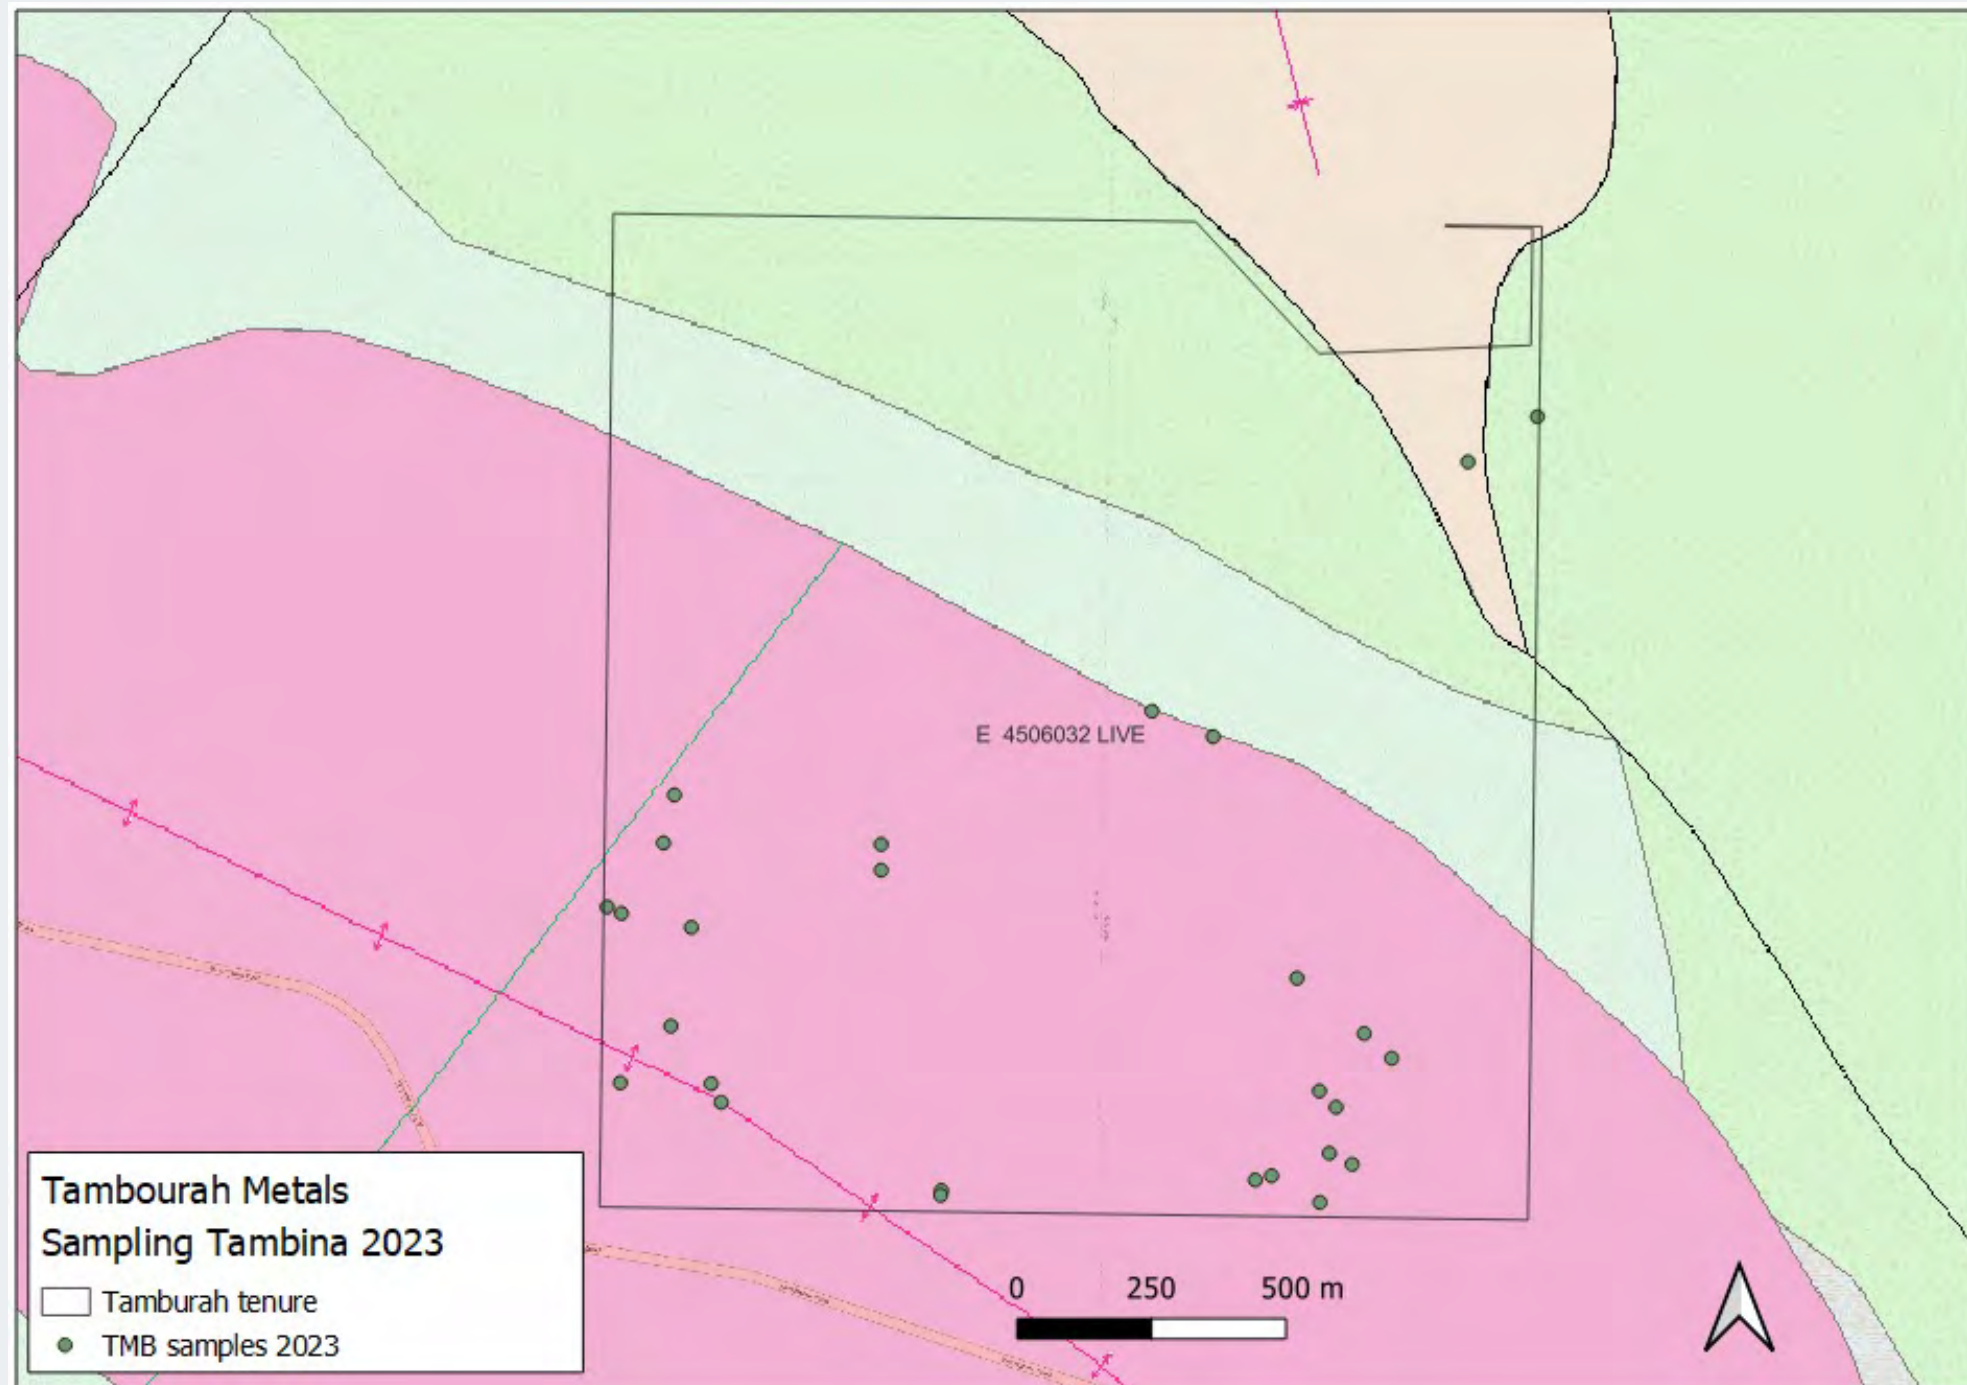 E 4506032 LIVE
Tambourah Metals
Sampling Tambina 2023
Tamburah tenure
TMB samples 2023
0 250 500 m